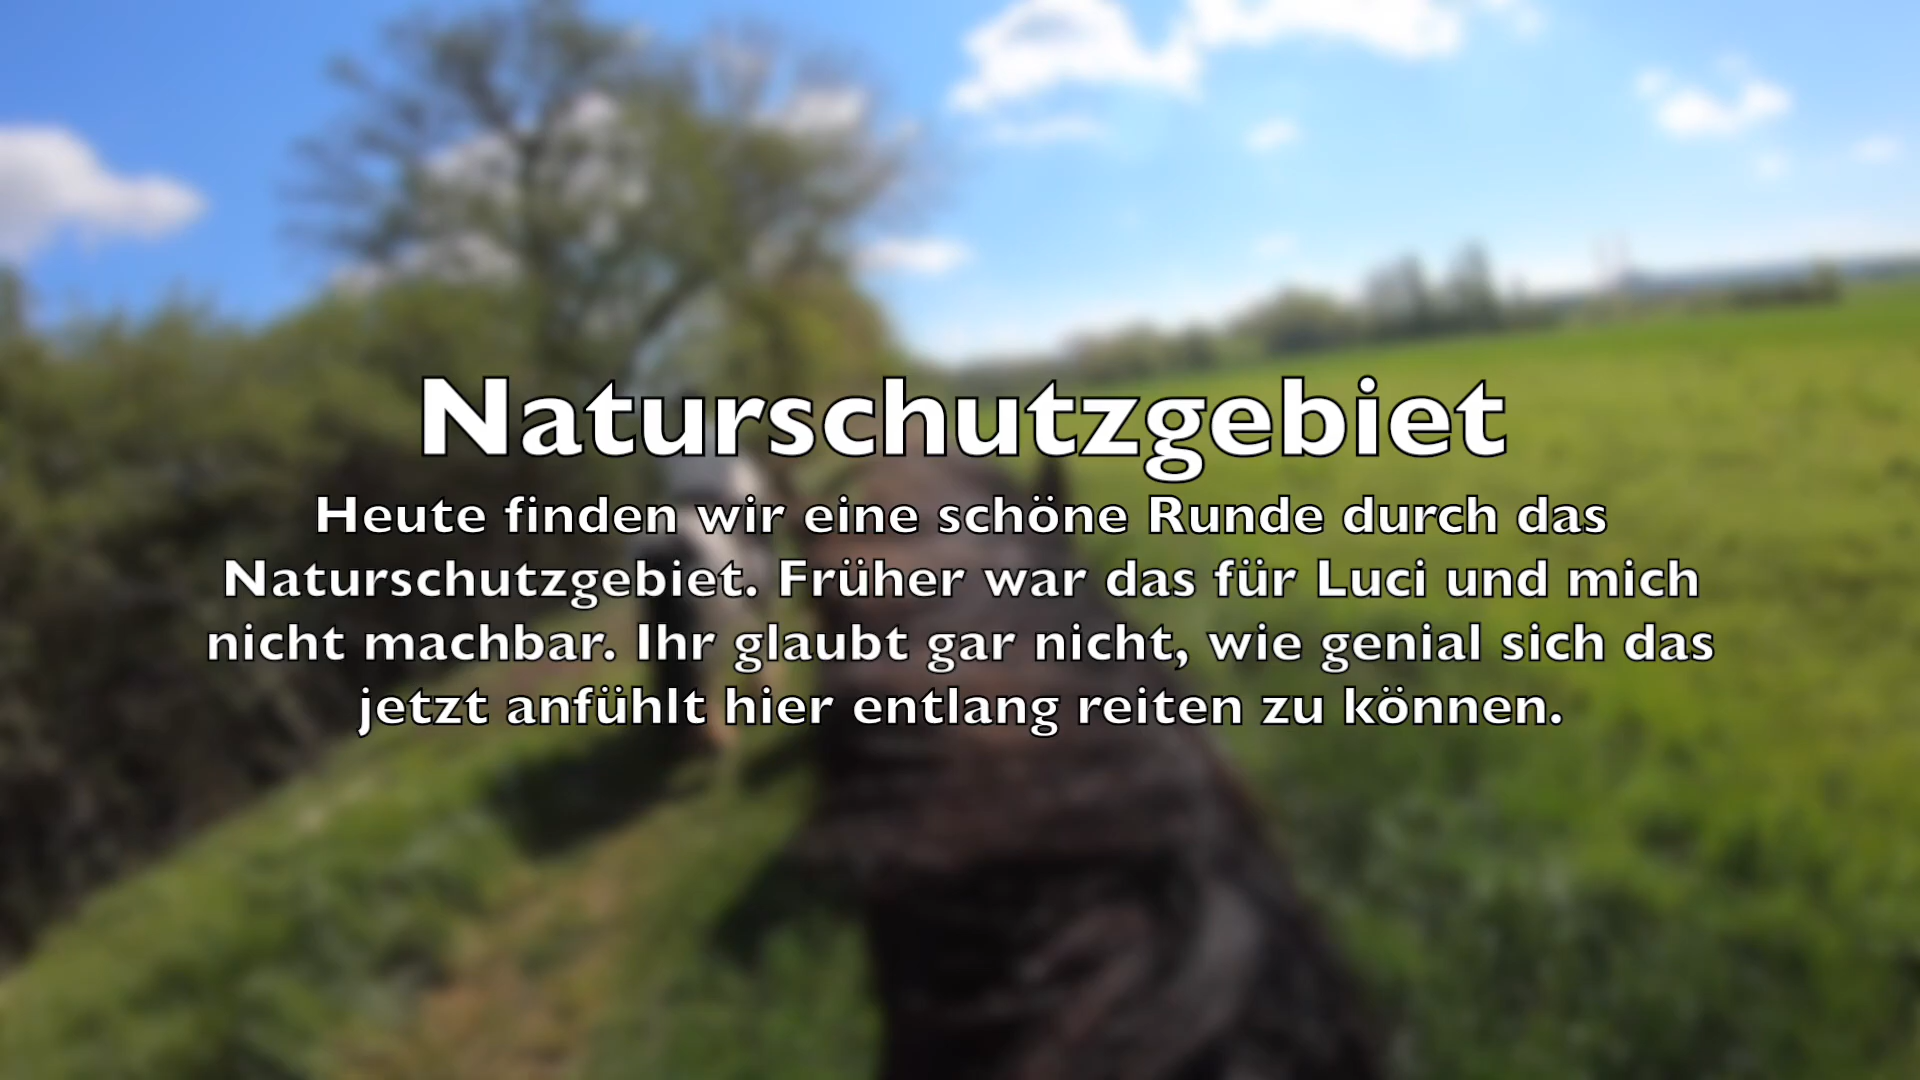 Naturschutzgebiet
Heute finden wir eine schöne Runde durch das
Naturschutzgebiet. Früher war das für Luci und mich
nicht machbar. Ihr glaubt gar nicht, wie genial sich das
jetzt anfühlt hier entlang reiten zu können.